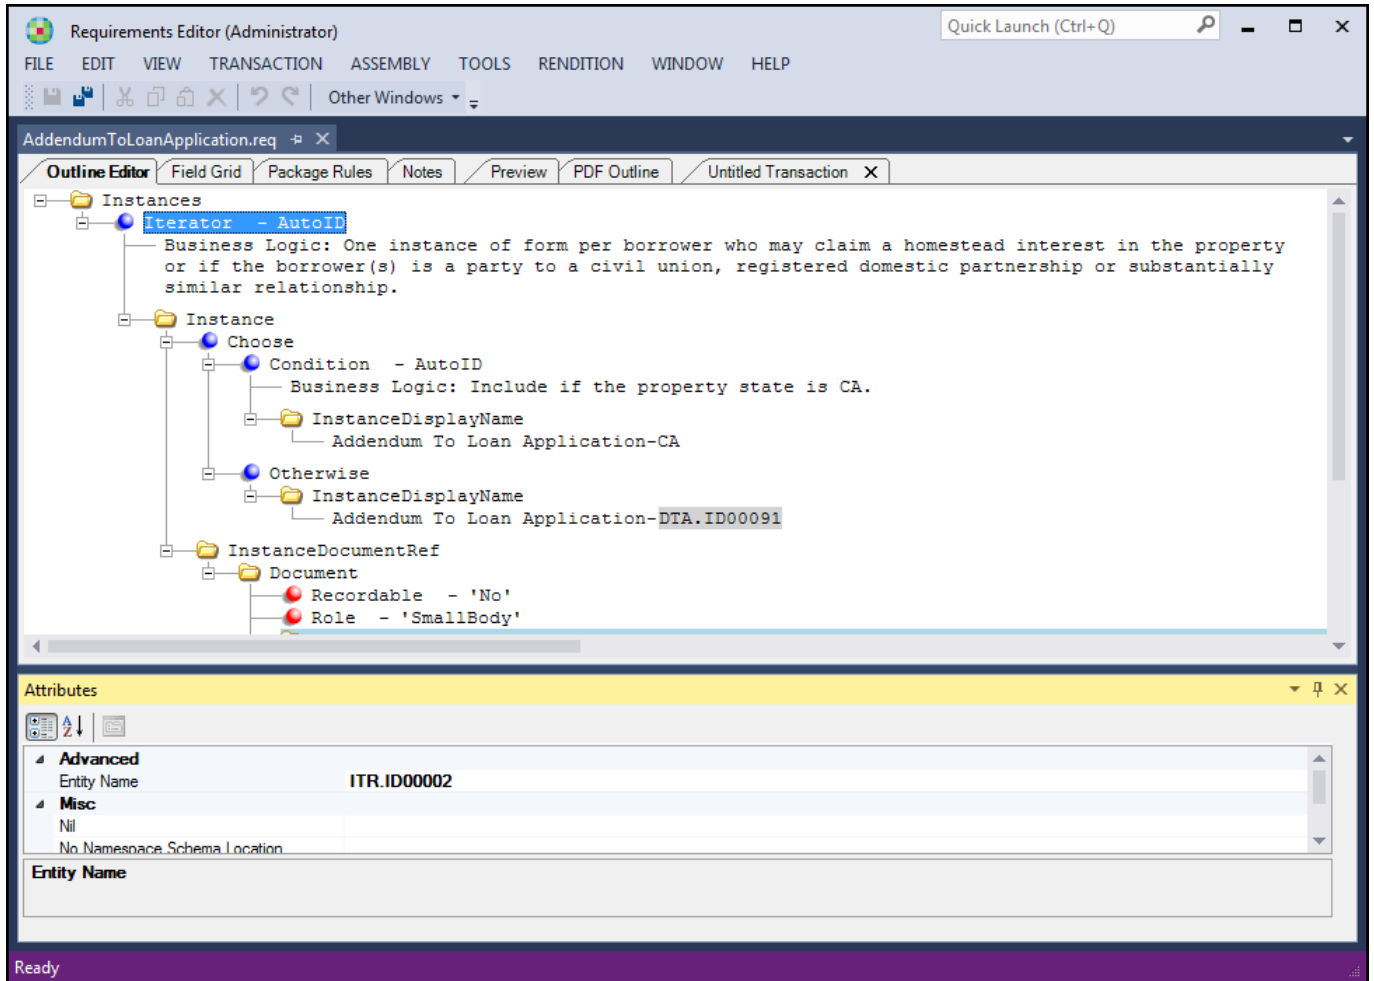 Requirements Editor (Administrator)
Quick Launch (Ctrl+Q)
FILE EDIT VIEW TRANSACTION ASSEMBLY TOOLS RENDITION WINDOW HELP
Other Windows
AddendumToLoanApplication.req
Outline Editor Field Grid Package Rules Notes Preview PDF Outline Untitled Transaction X
Instances
Iterator - AutoID
Business Logic: One instance of form per borrower who may claim a homestead interest in the property
or if the borrower(s) is a party to a civil union, registered domestic partnership or substantially
similar relationship.
Instance
Choose
Condition - AutoID
Business Logic: Include if the property state is CA.
InstanceDisplayName
Addendum To Loan Application-CA
Otherwise
InstanceDisplayName
Addendum To Loan Application-DTA.ID00091
InstanceDocumentRef
Document
Recordable - 'No'
Role - 'SmallBody'
Attributes
Advanced
Entity Name ITR.ID00002
Misc
Nil
No Namespace Schema Location
Entity Name
Ready